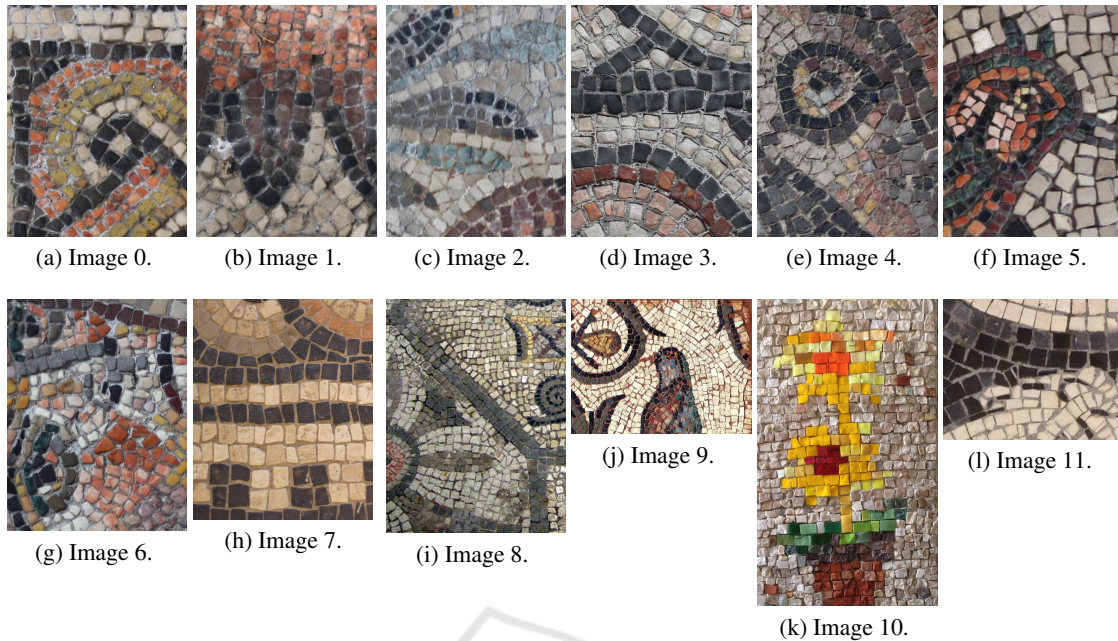 (a) Image 0.
(b) Image 1.
(c) Image 2.
(d) Image 3.
(e) Image 4.
(f) Image 5.
(g) Image 6.
(h) Image 7.
(i) Image 8.
(j) Image 9.
(k) Image 10.
(l) Image 11.